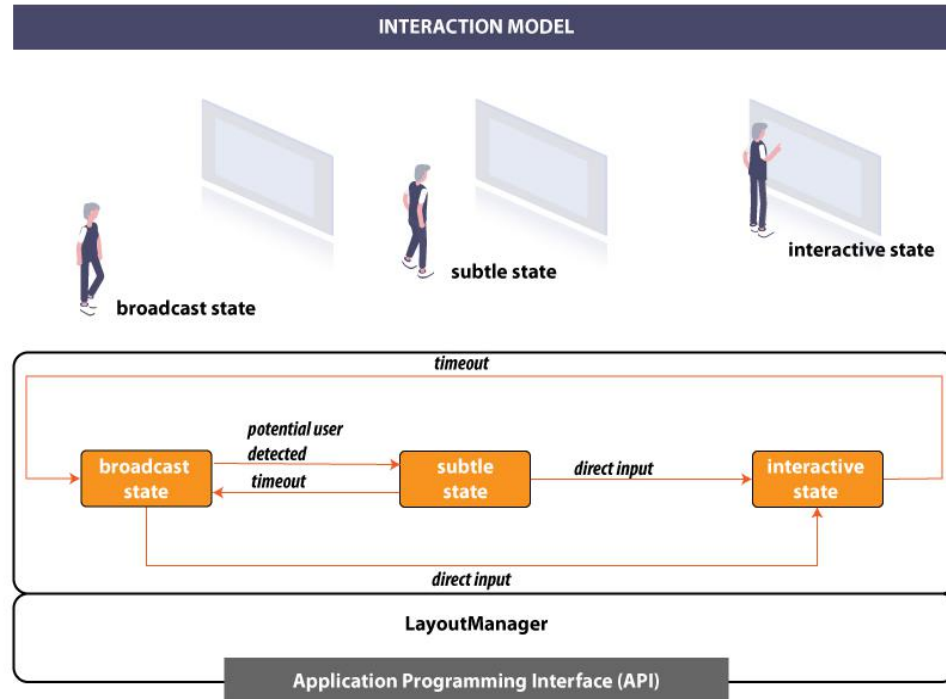 INTERACTION MODEL
interactive state
subtle state
broadcast state
timeout
potential user
detected
broadcast
state
timeout
subtle
state
direct input
interactive
state
direct input
LayoutManager
Application Programming Interface (API)